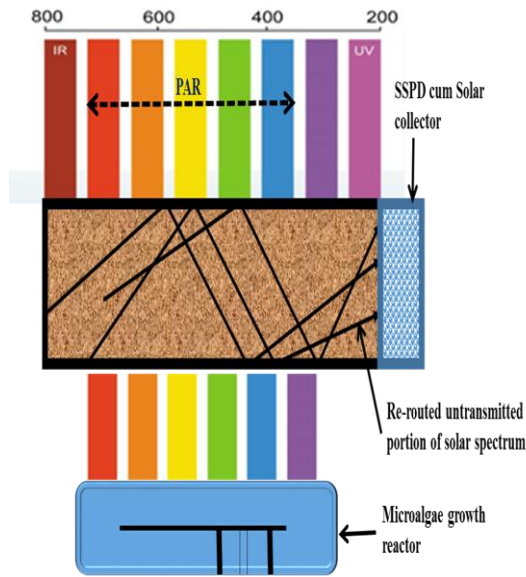 800 600 400 200
IR
UV
PAR
SSPD cum Solar
collector
Re-routed untransmitted
portion of solar spectrum
Microalgae growth
reactor